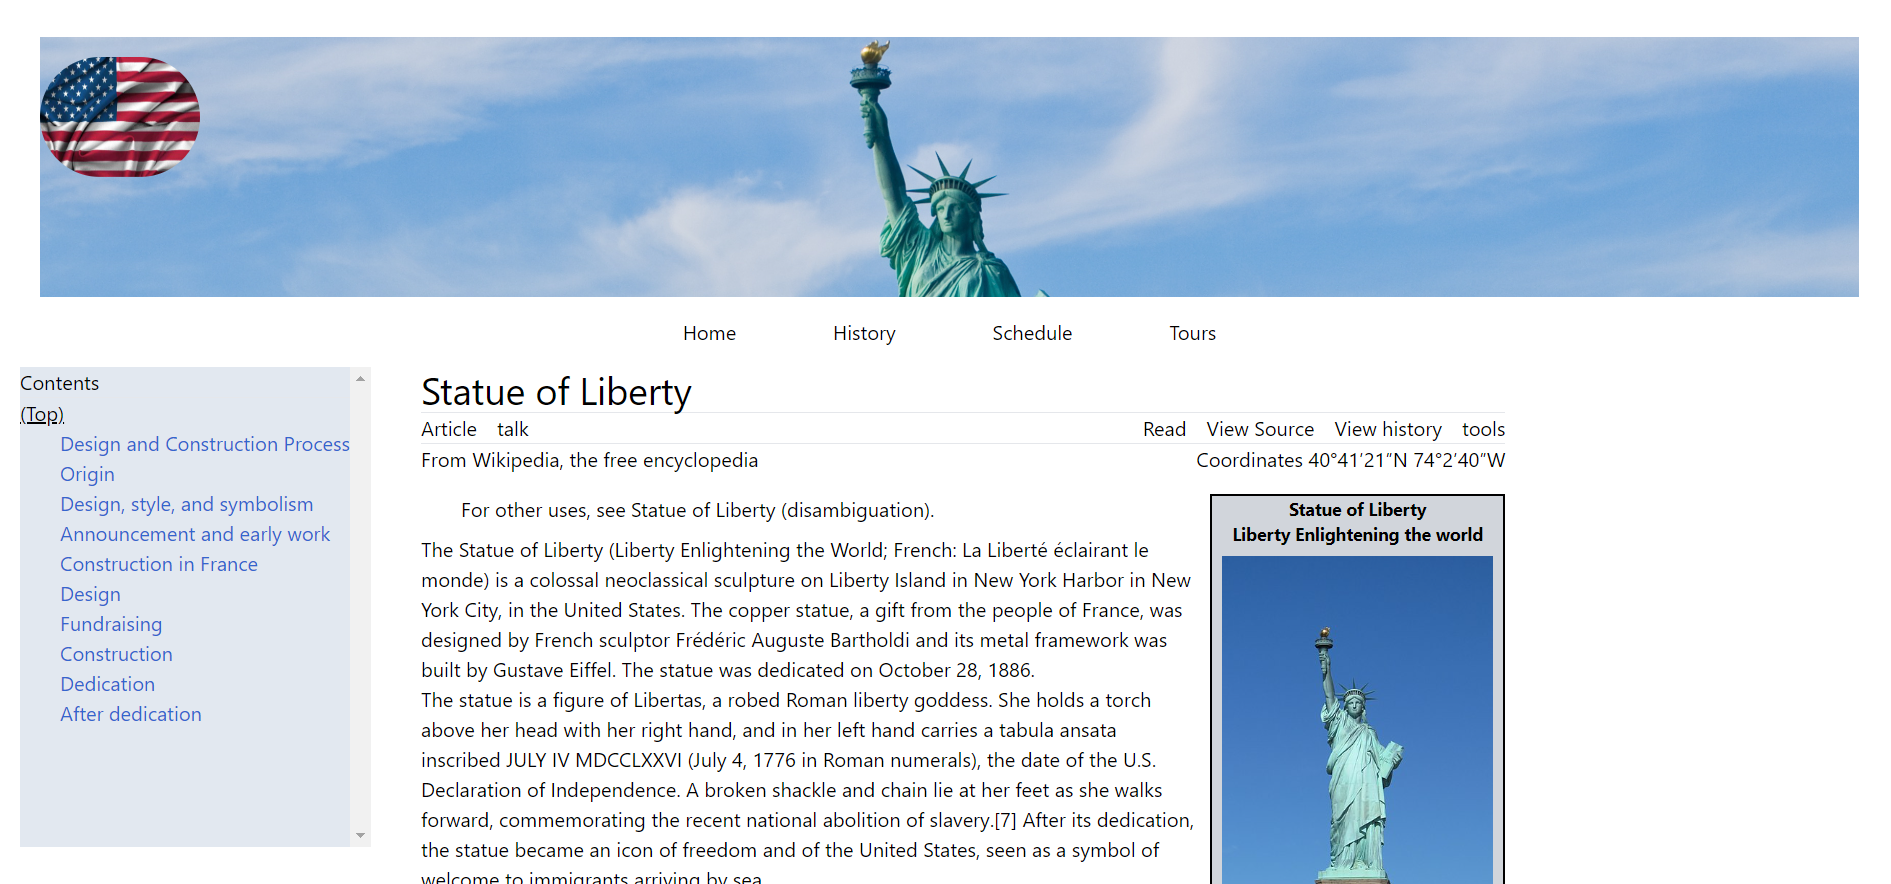 Home History Schedule Tours
Contents
(Top)
Design and Construction Process
Origin
Design, style, and symbolism
Announcement and early work
Construction in France
Design
Fundraising
Construction
Dedication
After dedication
Statue of Liberty
Article talk Read View Source View history tools
From Wikipedia, the free encyclopedia Coordinates 40°41′21″N 74°2′40″W
For other uses, see Statue of Liberty (disambiguation).
The Statue of Liberty (Liberty Enlightening the World; French: La Liberté éclairant le
monde) is a colossal neoclassical sculpture on Liberty Island in New York Harbor in New
York City, in the United States. The copper statue, a gift from the people of France, was
designed by French sculptor Frédéric Auguste Bartholdi and its metal framework was
built by Gustave Eiffel. The statue was dedicated on October 28, 1886.
The statue is a figure of Libertas, a robed Roman liberty goddess. She holds a torch
above her head with her right hand, and in her left hand carries a tabula ansata
inscribed JULY IV MDCCLXXVI (July 4, 1776 in Roman numerals), the date of the U.S.
Declaration of Independence. A broken shackle and chain lie at her feet as she walks
forward, commemorating the recent national abolition of slavery.[7] After its dedication,
the statue became an icon of freedom and of the United States, seen as a symbol of
welcome to immigrants arriving by sea.
Statue of Liberty
Liberty Enlightening the world